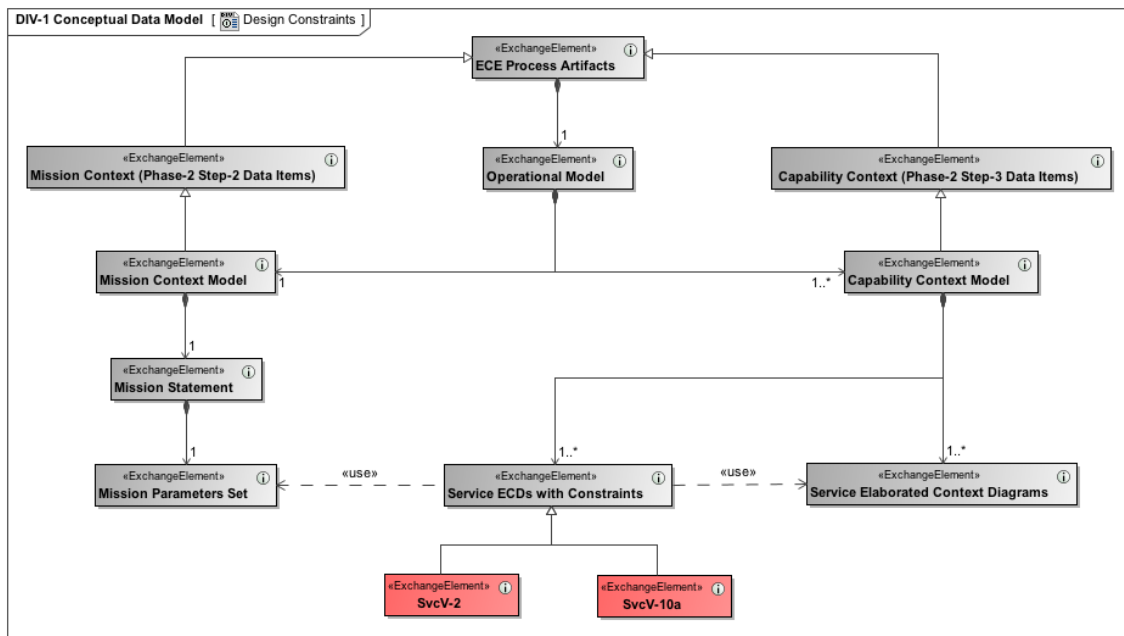 DIV-1 Conceptual Data Model [ Design Constraints ]
«ExchangeElement»
ECE Process Artifacts
1
«ExchangeElement»
Mission Context (Phase-2 Step-2 Data Items)
«ExchangeElement»
Operational Model
«ExchangeElement»
Capability Context (Phase-2 Step-3 Data Items)
«ExchangeElement»
Mission Context Model
1
1..*
«ExchangeElement»
Capability Context Model
1
«ExchangeElement»
Mission Statement
1
1..*
1..*
«ExchangeElement»
Mission Parameters Set
«use»
«ExchangeElement»
Service ECDs with Constraints
«use»
«ExchangeElement»
Service Elaborated Context Diagrams
«ExchangeElement»
SvcV-2
«ExchangeElement»
SvcV-10a